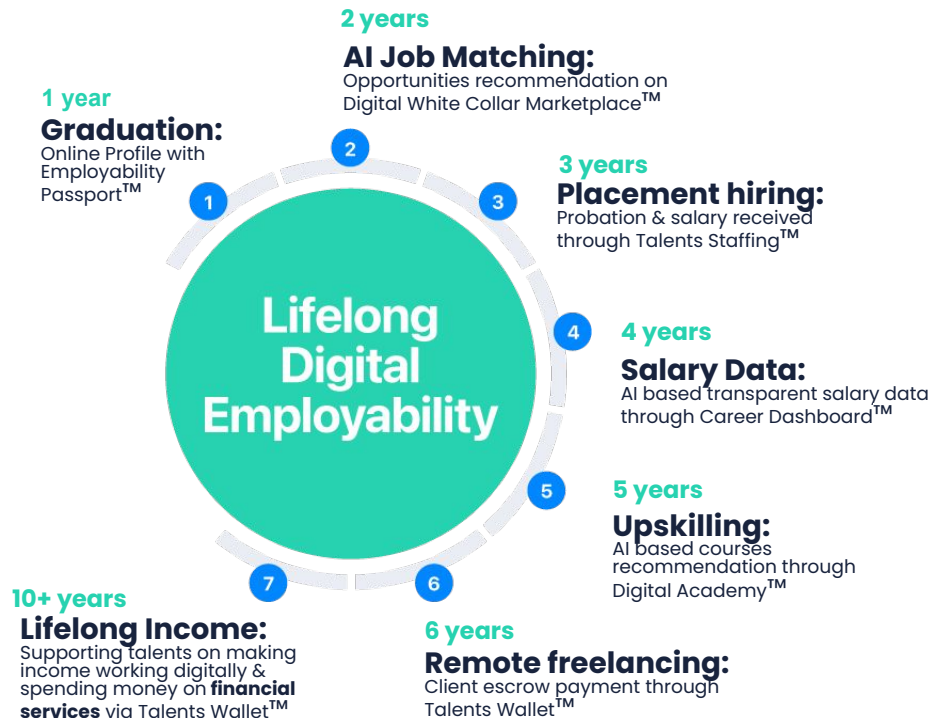 1 year
Graduation:
Online Profile with
Employability
Passport™
1
2 years
AI Job Matching:
Opportunities recommendation on
Digital White Collar Marketplace™
2
3 years
Placement hiring:
Probation & salary received
through Talents Staffing™
3
4 years
Salary Data:
AI based transparent salary data
through Career Dashboard™
4
5 years
Upskilling:
AI based courses
recommendation through
Digital Academy™
5
6 years
Remote freelancing:
Client escrow payment through
Talents Wallet™
6
10+ years
Lifelong Income:
Supporting talents on making
income working digitally &
spending money on financial
services via Talents Wallet™
7
Lifelong
Digital
Employability